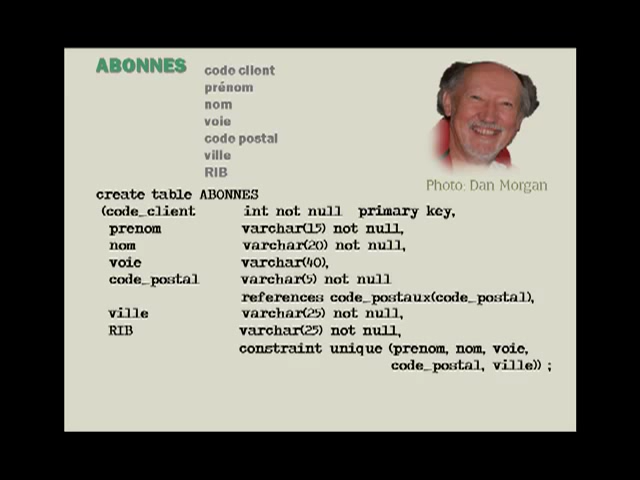 ABONNES
code client
prénom
nom
voie
code postal
ville
RIB
Photo: Dan Morgan
create table ABONNES
(code_client int not null primary key,
prenom varchar(15) not null,
nom varchar(20) not null,
voie varchar(40),
code_postal varchar(5) not null
references code_postaux(code_postal),
ville varchar(25) not null,
RIB varchar(25) not null,
constraint unique (prenom, nom, voie,
code_postal, ville)) ;